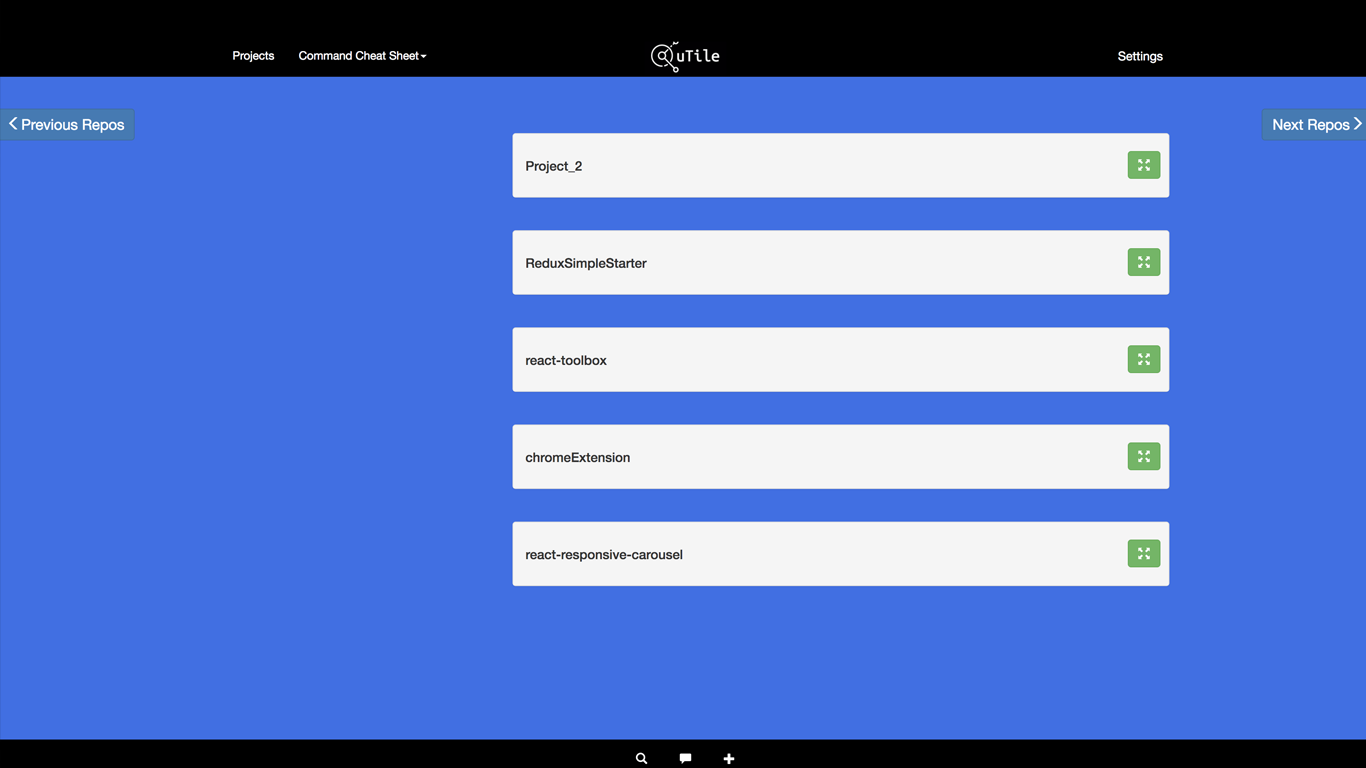 Projects
Command Cheat Sheet
uTile
Settings
Previous Repos
Next Repos
Project_2
ReduxSimpleStarter
react-toolbox
chromeExtension
react-responsive-carousel